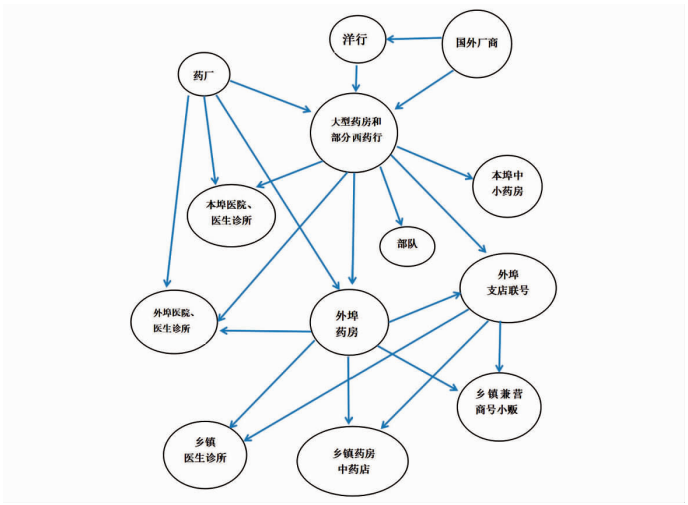 洋行
国外厂商
药厂
大型药房和
部分西药行
本埠中
小药房
本埠医院、
医生诊所
部队
外埠
支店联号
外埠医院、
医生诊所
外埠
药房
乡镇兼营
商号小贩
乡镇
医生诊所
乡镇药房
中药店